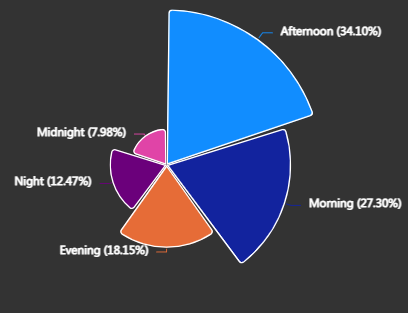 Afternoon (34.10%)
Midnight (7.98%)
Night (12.47%)
Morning (27.30%)
Evening (18.15%)